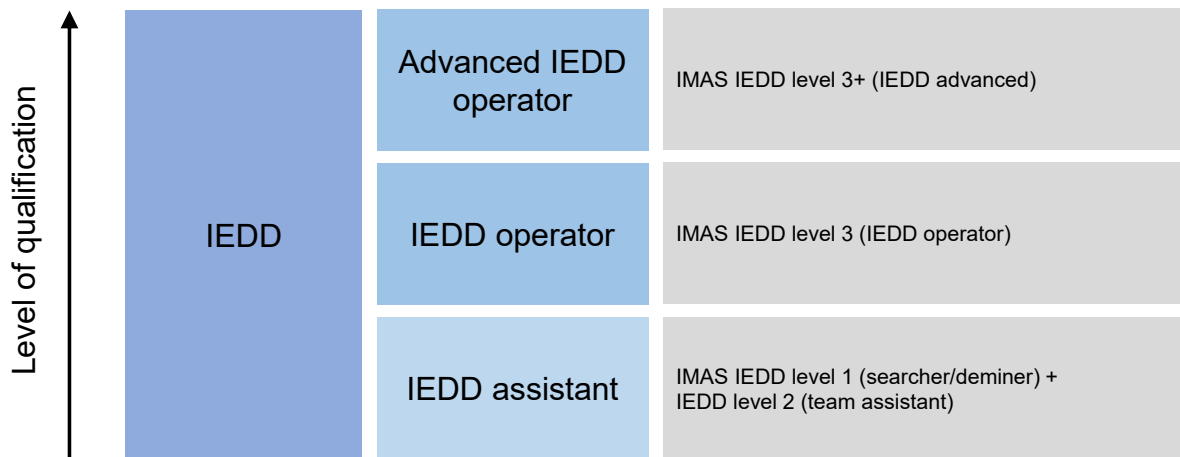 Level of qualification
IEDD
Advanced IEDD
operator
IMAS IEDD level 3+ (IEDD advanced)
IEDD operator
IMAS IEDD level 3 (IEDD operator)
IEDD assistant
IMAS IEDD level 1 (searcher/deminer) +
IEDD level 2 (team assistant)